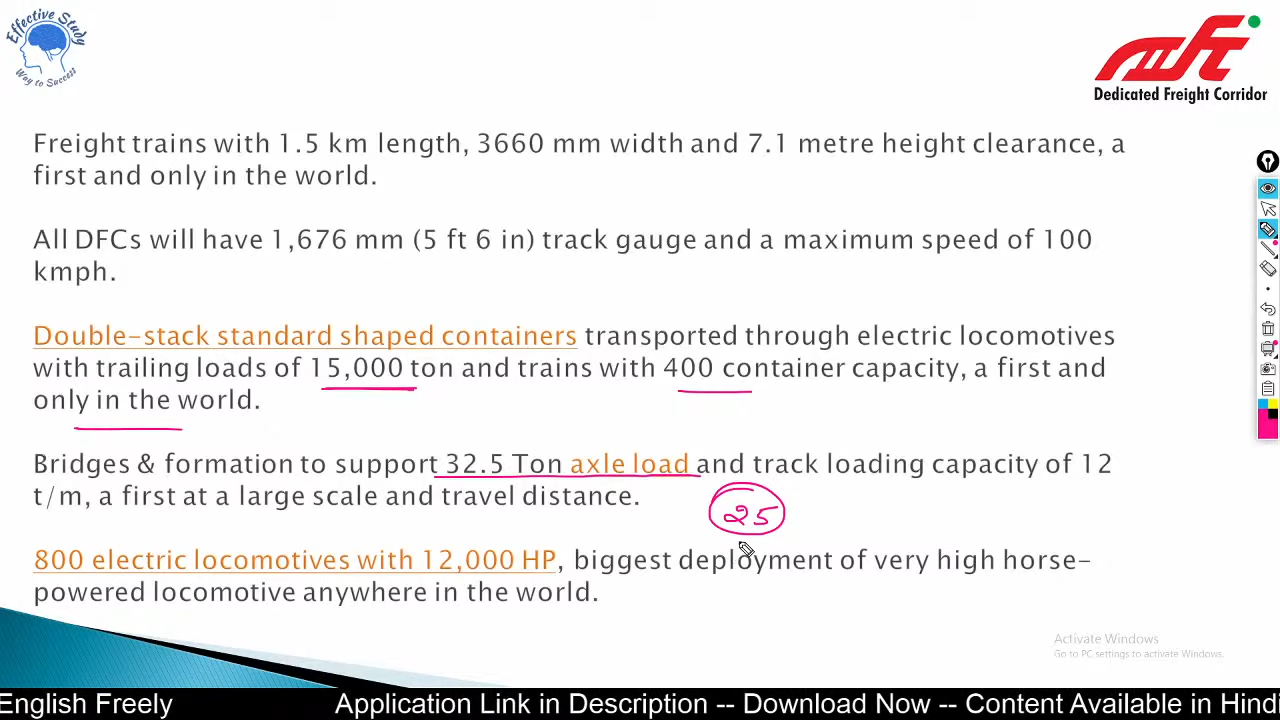 Effective Study
Way to Success
Dedicated Freight Corridor
Freight trains with 1.5 km length, 3660 mm width and 7.1 metre height clearance, a
first and only in the world.
All DFCs will have 1,676 mm (5 ft 6 in) track gauge and a maximum speed of 100
kmph.
Double-stack standard shaped containers transported through electric locomotives
with trailing loads of 15,000 ton and trains with 400 container capacity, a first and
only in the world.
Bridges & formation to support 32.5 Ton axle load and track loading capacity of 12
t/m, a first at a large scale and travel distance.
25
800 electric locomotives with 12,000 HP, biggest deployment of very high horse-
powered locomotive anywhere in the world.
Activate Windows
Go to PC settings to activate Windows.
English Freely Application Link in Description -- Download Now -- Content Available in Hindi